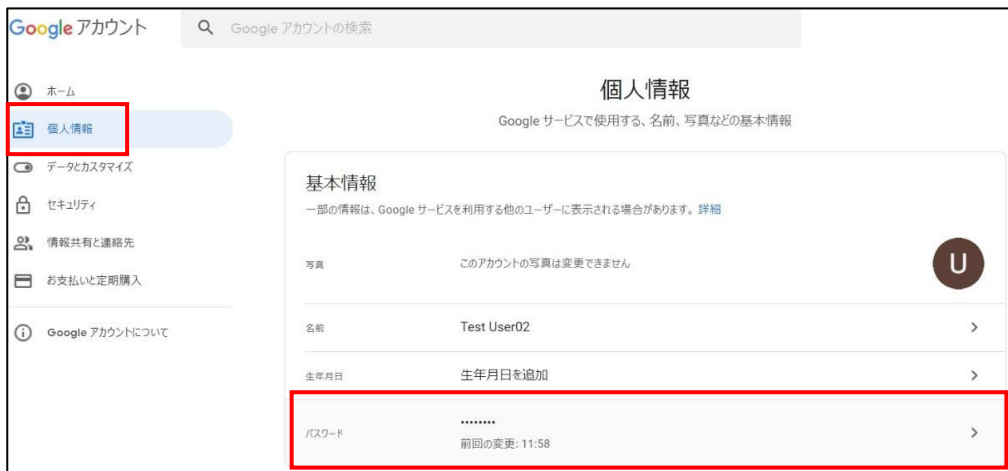 Google アカウント
Google アカウントの検索
ホーム
個人情報
データとカスタマイズ
セキュリティ
情報共有と連絡先
お支払いと定期購入
Google アカウントについて
個人情報
Google サービスで使用する、名前、写真などの基本情報
基本情報
一部の情報は、Google サービスを利用する他のユーザーに表示される場合があります。詳細
写真 このアカウントの写真は変更できません U
名前 Test User02
生年月日 生年月日を追加
パスワード ••••••••
前回の変更: 11:58